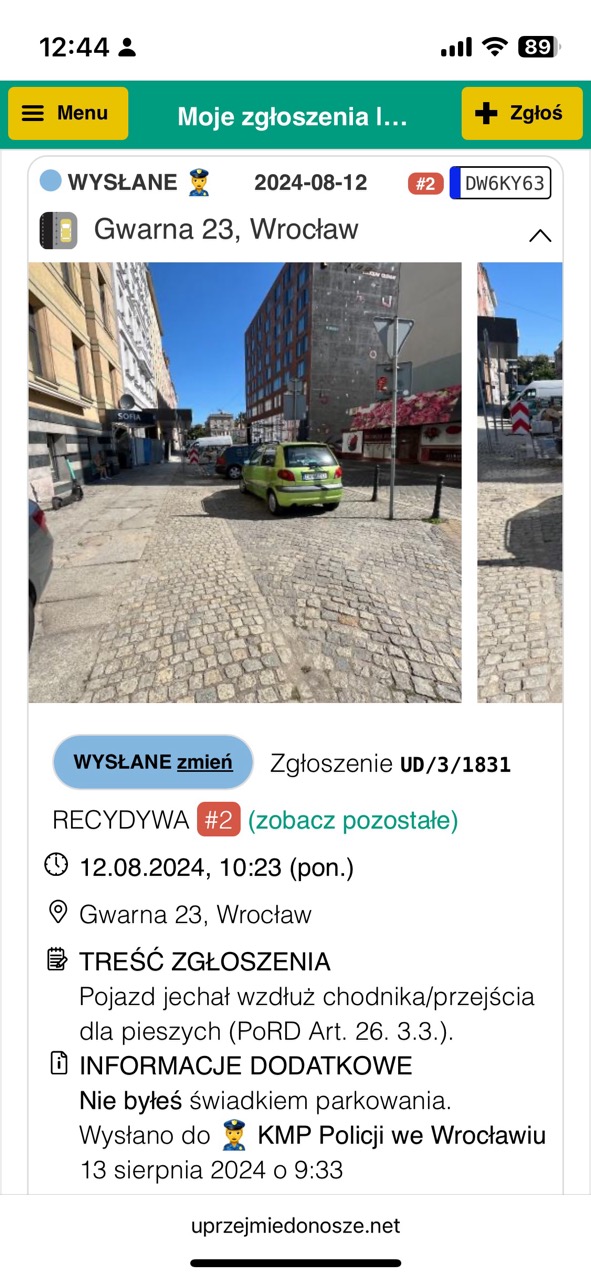 12:44
89
Menu
Moje zgłoszenia l...
Zgłoś
WYSŁANE
2024-08-12
#2
DW6KY63
Gwarna 23, Wrocław
SOFIA
WYSŁANE zmień
Zgłoszenie UD/3/1831
RECYDYWA #2 (zobacz pozostałe)
12.08.2024, 10:23 (pon.)
Gwarna 23, Wrocław
TREŚĆ ZGŁOSZENIA
Pojazd jechał wzdłuż chodnika/przejścia
dla pieszych (PoRD Art. 26. 3.3.).
INFORMACJE DODATKOWE
Nie byłeś świadkiem parkowania.
Wysłano do KMP Policji we Wrocławiu
13 sierpnia 2024 o 9:33
uprzejmiedonosze.net